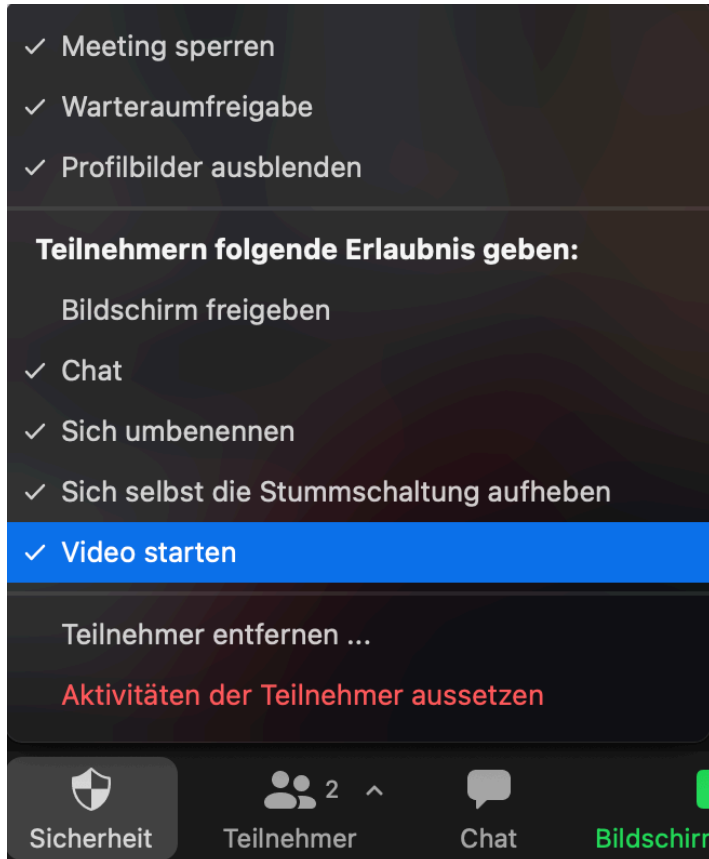 Meeting sperren
Warteraumfreigabe
Profilbilder ausblenden
Teilnehmern folgende Erlaubnis geben:
Bildschirm freigeben
Chat
Sich umbenennen
Sich selbst die Stummschaltung aufheben
Video starten
Teilnehmer entfernen ...
Aktivitäten der Teilnehmer aussetzen
2
Sicherheit Teilnehmer Chat